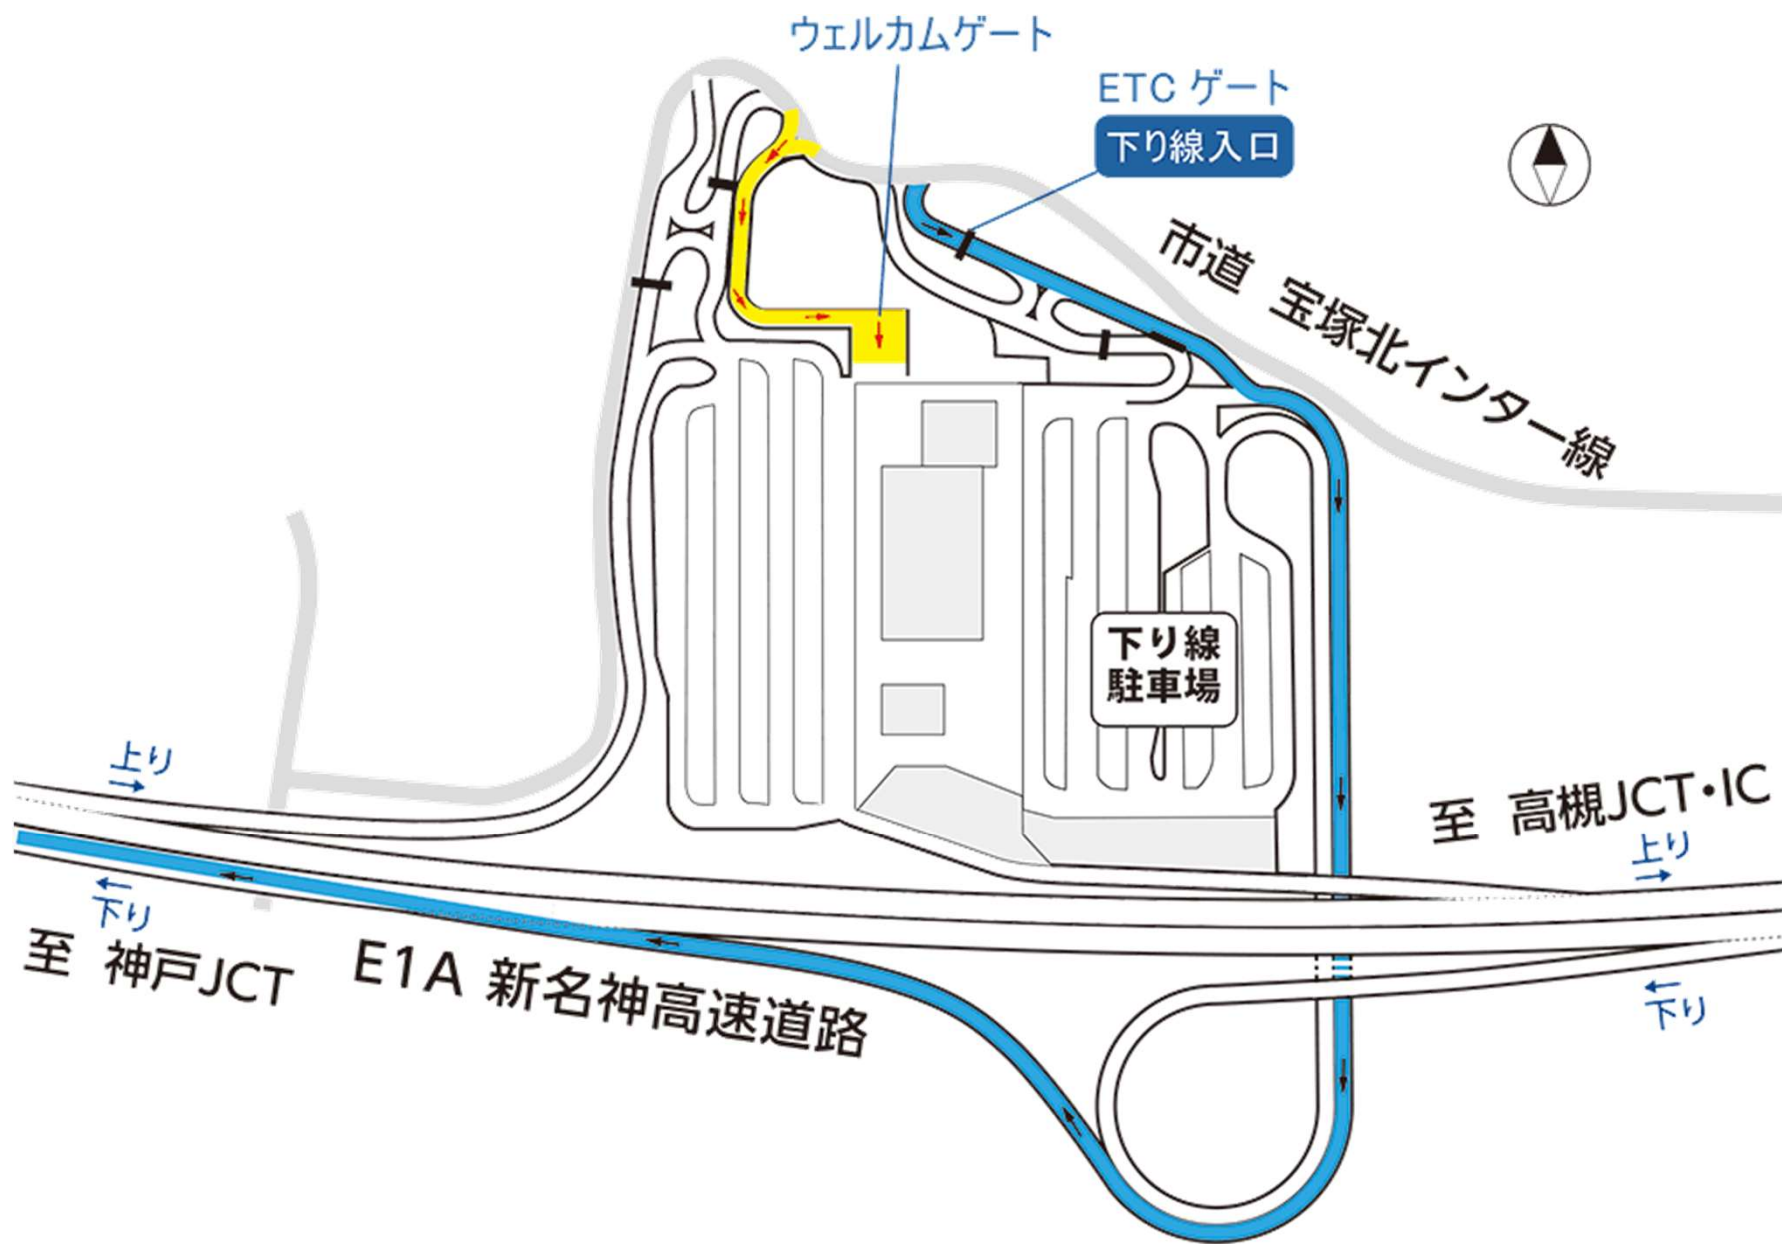 ウェルカムゲート
ETC ゲート
下り線入口
市道 宝塚北インター線
下り線
駐車場
上り
至 高槻JCT・IC
上り
下り
至 神戸JCT
E1A 新名神高速道路
下り